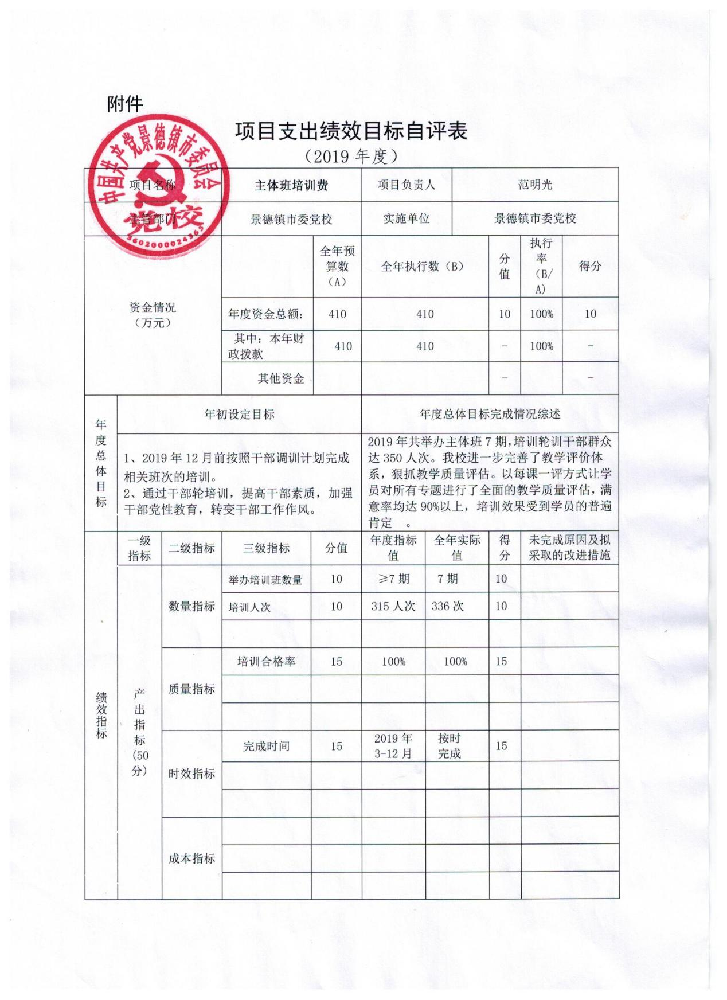 附件
项目支出绩效目标自评表
（2019 年度）
中国共产党景德镇市委员会
党校
3602000024365
项目名称 主体班培训费 项目负责人 范明光
主管部门 景德镇市委党校 实施单位 景德镇市委党校
资金情况
（万元）
全年预
算数
（A）
全年执行数（B）
分
值
执行
率
（B/
A）
得分
年度资金总额： 410 410 10 100% 10
其中：本年财
政拨款
410 410 － 100% －
其他资金 － －
年度总体目标
年初设定目标 年度总体目标完成情况综述
1、2019 年 12 月前按照干部调训计划完成
相关班次的培训。
2、通过干部轮培训，提高干部素质，加强
干部党性教育，转变干部工作作风。
2019 年共举办主体班 7 期，培训轮训干部群众
达 350 人次。我校进一步完善了教学评价体
系，狠抓教学质量评估。以每课一评方式让学
员对所有专题进行了全面的教学质量评估，满
意率均达 90%以上，培训效果受到学员的普遍
肯定 。
绩效指标
一级
指标
二级指标 三级指标 分值
年度指标
值
全年实际
值
得
分
未完成原因及拟
采取的改进措施
产出指标
(50
分)
数量指标
举办培训班数量 10 ≥7 期 7 期 10
培训人次 10 315 人次 336 次 10
质量指标
培训合格率 15 100% 100% 15
时效指标
完成时间 15
2019 年
3-12 月
按时
完成
15
成本指标